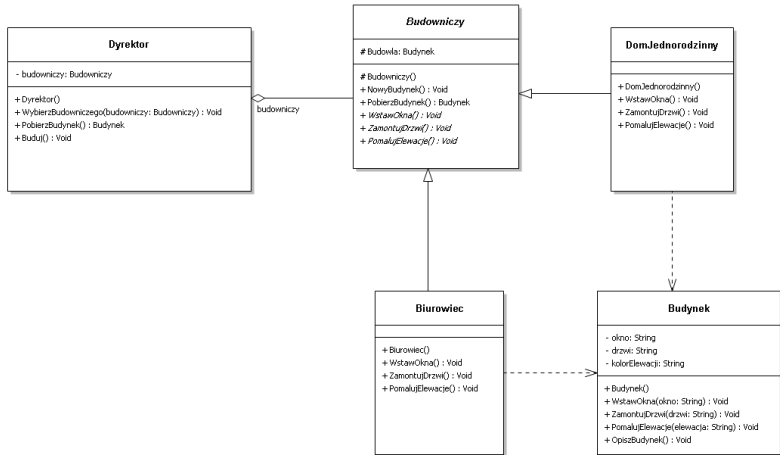 Dyrektor
- budowniczy: Budowniczy
+ Dyrektor()
+ WybierzBudowniczego(budowniczy: Budowniczy) : Void
+ PobierzBudynek() : Budynek
+ Buduj() : Void
budowniczy
Budowniczy
# Budowla: Budynek
# Budowniczy()
+ NowyBudynek() : Void
+ PobierzBudynek() : Budynek
+ WstawOkna() : Void
+ ZamontujDrzwi() : Void
+ PomalujElewacje() : Void
DomJednorodzinny
+ DomJednorodzinny()
+ WstawOkna() : Void
+ ZamontujDrzwi() : Void
+ PomalujElewacje() : Void
Biurowiec
+ Biurowiec()
+ WstawOkna() : Void
+ ZamontujDrzwi() : Void
+ PomalujElewacje() : Void
Budynek
- okno: String
- drzwi: String
- kolorElewacji: String
+ Budynek()
+ WstawOkna(okno: String) : Void
+ ZamontujDrzwi(drzwi: String) : Void
+ PomalujElewacje(elewacja: String) : Void
+ OpiszBudynek() : Void